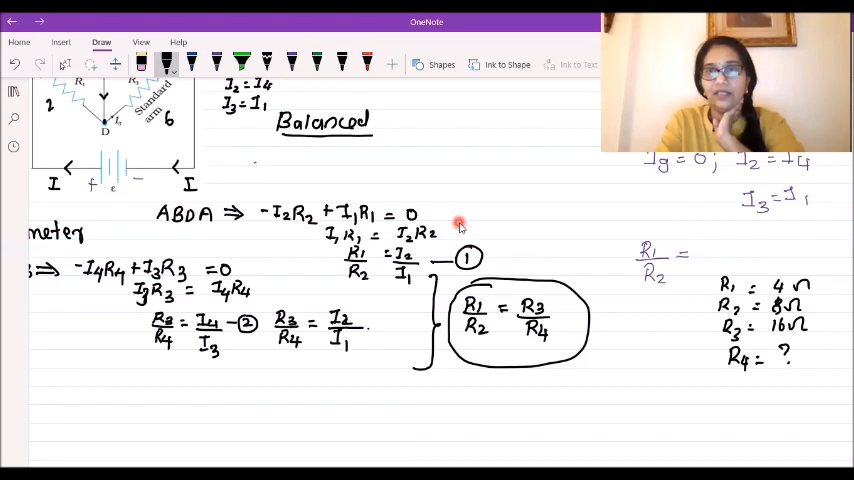 OneNote
Home Insert Draw View Help
Shapes Ink to Shape Ink to Text
R1
2
Standard arm
6
D
I3
I I
+ −
ε
I2 = I4
I3 = I1
Balanced
Ig = 0; I2 = I4
I3 = I1
ABDA ⇒ -I2R2 + I1R1 = 0
I1R1 = I2R2
R1/R2 = I2/I1 — ①
meter
⇒ -I4R4 + I3R3 = 0
I3R3 = I4R4
R3/R4 = I4/I3 - ② R3/R4 = I2/I1
R1/R2 = R3/R4
R1/R2 =
R1 = 4Ω
R2 = 8Ω
R3 = 16Ω
R4 = ?